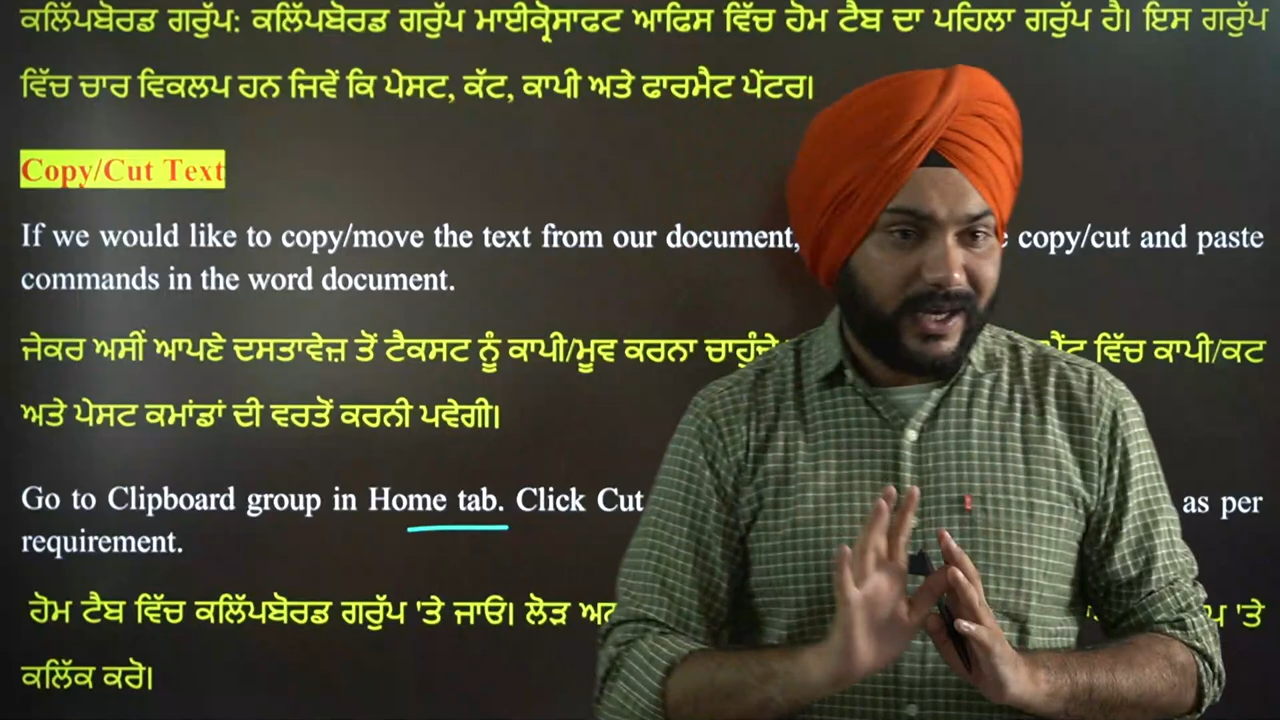 ਕਲਿੱਪਬੋਰਡ ਗਰੁੱਪ: ਕਲਿੱਪਬੋਰਡ ਗਰੁੱਪ ਮਾਈਕ੍ਰੋਸਾਫਟ ਆਫਿਸ ਵਿੱਚ ਹੋਮ ਟੈਬ ਦਾ ਪਹਿਲਾ ਗਰੁੱਪ ਹੈ। ਇਸ ਗਰੁੱਪ
ਵਿੱਚ ਚਾਰ ਵਿਕਲਪ ਹਨ ਜਿਵੇਂ ਕਿ ਪੇਸਟ, ਕੱਟ, ਕਾਪੀ ਅਤੇ ਫਾਰਮੈਟ ਪੇਂਟਰ।
Copy/Cut Text
If we would like to copy/move the text from our document, copy/cut and paste
commands in the word document.
ਜੇਕਰ ਅਸੀਂ ਆਪਣੇ ਦਸਤਾਵੇਜ਼ ਤੋਂ ਟੈਕਸਟ ਨੂੰ ਕਾਪੀ/ਮੂਵ ਕਰਨਾ ਚਾਹੁੰਦੇ ਵਿੱਚ ਕਾਪੀ/ਕਟ
ਅਤੇ ਪੇਸਟ ਕਮਾਂਡਾਂ ਦੀ ਵਰਤੋਂ ਕਰਨੀ ਪਵੇਗੀ।
Go to Clipboard group in Home tab. Click Cut as per
requirement.
ਹੋਮ ਟੈਬ ਵਿੱਚ ਕਲਿੱਪਬੋਰਡ ਗਰੁੱਪ 'ਤੇ ਜਾਓ। ਲੋੜ 'ਤੇ
ਕਲਿੱਕ ਕਰੋ।